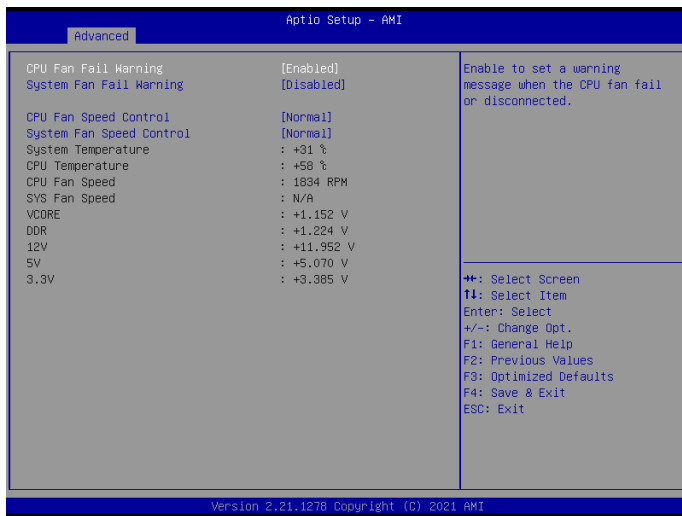 Aptio Setup – AMI
Advanced
CPU Fan Fail Warning [Enabled]
System Fan Fail Warning [Disabled]
CPU Fan Speed Control [Normal]
System Fan Speed Control [Normal]
System Temperature : +31 %
CPU Temperature : +58 %
CPU Fan Speed : 1834 RPM
SYS Fan Speed : N/A
VCORE : +1.152 V
DDR : +1.224 V
12V : +11.952 V
5V : +5.070 V
3.3V : +3.385 V
Enable to set a warning
message when the CPU fan fail
or disconnected.
→←: Select Screen
↑↓: Select Item
Enter: Select
+/-: Change Opt.
F1: General Help
F2: Previous Values
F3: Optimized Defaults
F4: Save & Exit
ESC: Exit
Version 2.21.1278 Copyright (C) 2021 AMI